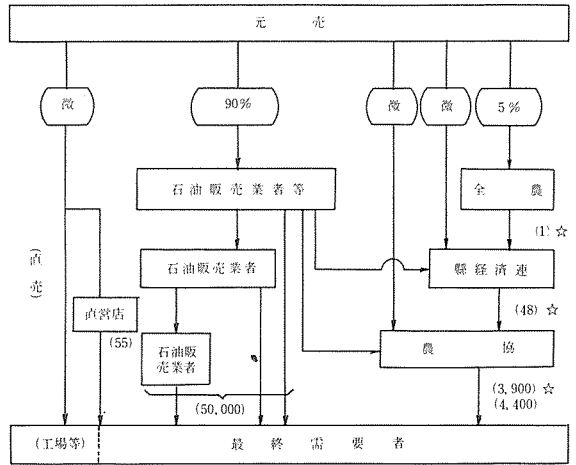 元売
微
90%
微
微
5%
石油販売業者等
全農
(1) ☆
(直売)
石油販売業者
縣経済連
直営店
(48) ☆
(55)
石油販
売業者
農協
(3,900) ☆
(50,000)
(4,400)
(工場等)
最終需要者